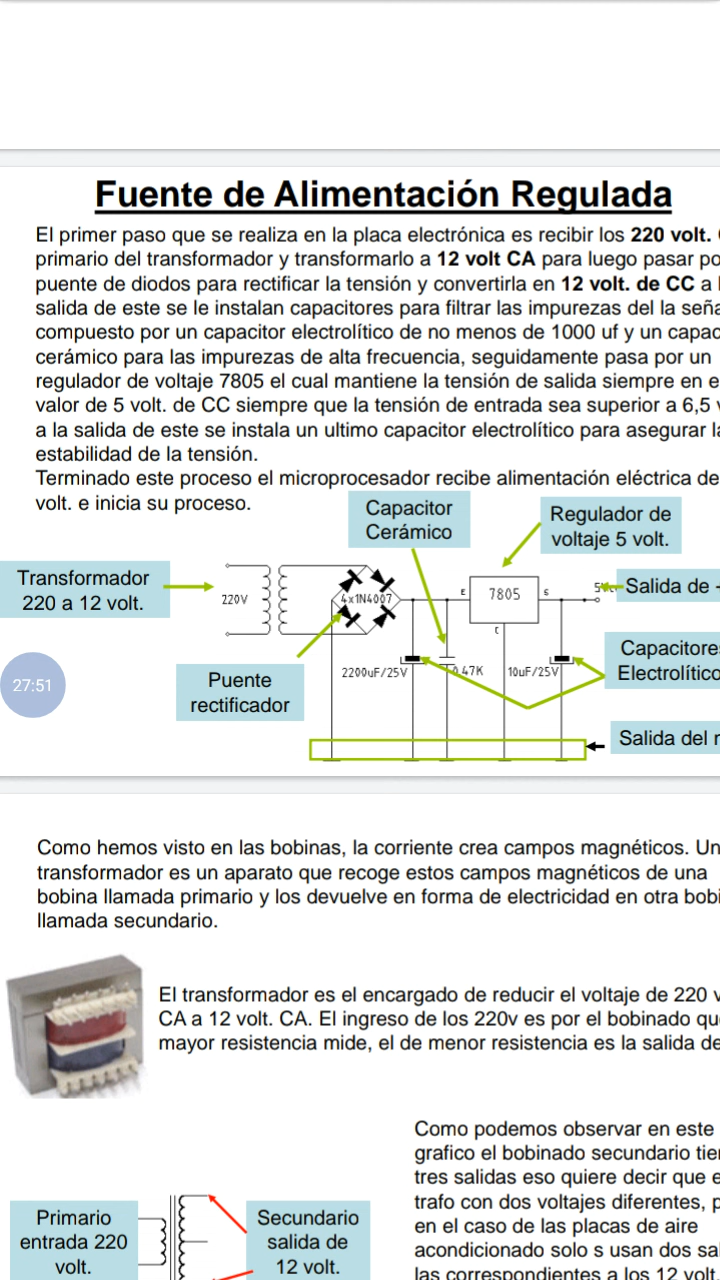 Fuente de Alimentación Regulada
El primer paso que se realiza en la placa electrónica es recibir los 220 volt.
primario del transformador y transformarlo a 12 volt CA para luego pasar po
puente de diodos para rectificar la tensión y convertirla en 12 volt. de CC a
salida de este se le instalan capacitores para filtrar las impurezas del la seña
compuesto por un capacitor electrolítico de no menos de 1000 uf y un capac
cerámico para las impurezas de alta frecuencia, seguidamente pasa por un
regulador de voltaje 7805 el cual mantiene la tensión de salida siempre en e
valor de 5 volt. de CC siempre que la tensión de entrada sea superior a 6,5
a la salida de este se instala un ultimo capacitor electrolítico para asegurar la
estabilidad de la tensión.
Terminado este proceso el microprocesador recibe alimentación eléctrica de
volt. e inicia su proceso.
Capacitor
Cerámico
Regulador de
voltaje 5 volt.
Transformador
220 a 12 volt.
220V
4x1N4007
E
7805
S
C
Salida de
27:51
Puente
rectificador
2200uF/25V
0.47K
10uF/25V
Capacitore
Electrolítico
Salida del
Como hemos visto en las bobinas, la corriente crea campos magnéticos. Un
transformador es un aparato que recoge estos campos magnéticos de una
bobina llamada primario y los devuelve en forma de electricidad en otra bobi
llamada secundario.
El transformador es el encargado de reducir el voltaje de 220 v
CA a 12 volt. CA. El ingreso de los 220v es por el bobinado qu
mayor resistencia mide, el de menor resistencia es la salida de
Como podemos observar en este
grafico el bobinado secundario tie
tres salidas eso quiere decir que e
trafo con dos voltajes diferentes, p
en el caso de las placas de aire
acondicionado solo s usan dos sal
las correspondientes a los 12 volt
Primario
entrada 220
volt.
Secundario
salida de
12 volt.